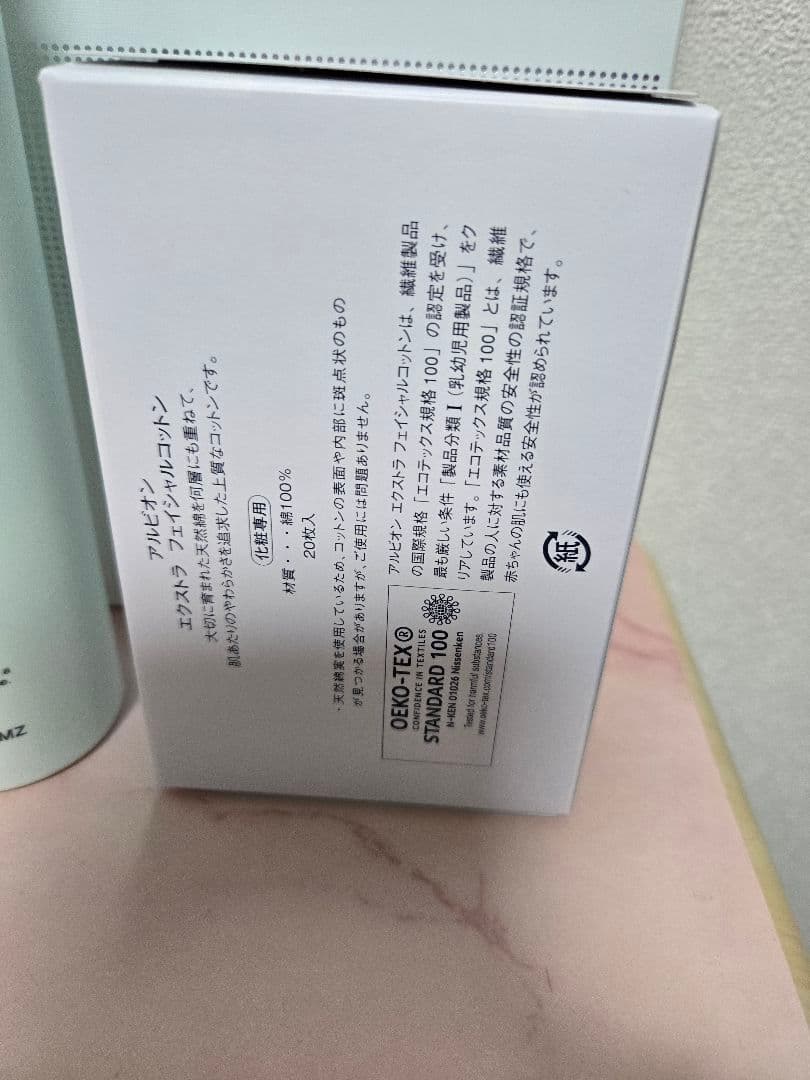 アルビオン
エクストラ フェイシャルコットン
大切に育まれた天然綿を何層にも重ねて、
肌あたりのやわらかさを追求した上質なコットンです。
化粧専用
材質・・・綿100%
20枚入
・天然綿実を使用しているため、コットンの表面や内部に斑点状のもの
が見つかる場合がありますが、ご使用には問題ありません。
アルビオン エクストラ フェイシャルコットンは、繊維製品
の国際規格「エコテックス規格100」の認定を受け、
最も厳しい条件「製品分類Ⅰ(乳幼児用製品)」をク
リアしています。「エコテックス規格100」とは、繊維
製品の人に対する素材品質の安全性の認証規格で、
赤ちゃんの肌にも使える安全性が認められています。
OEKO-TEX®
CONFIDENCE IN TEXTILES
STANDARD 100
N-KEN 01026 Nissenken
Tested for harmful substances.
www.oeko-tex.com/standard100
紙
MZ